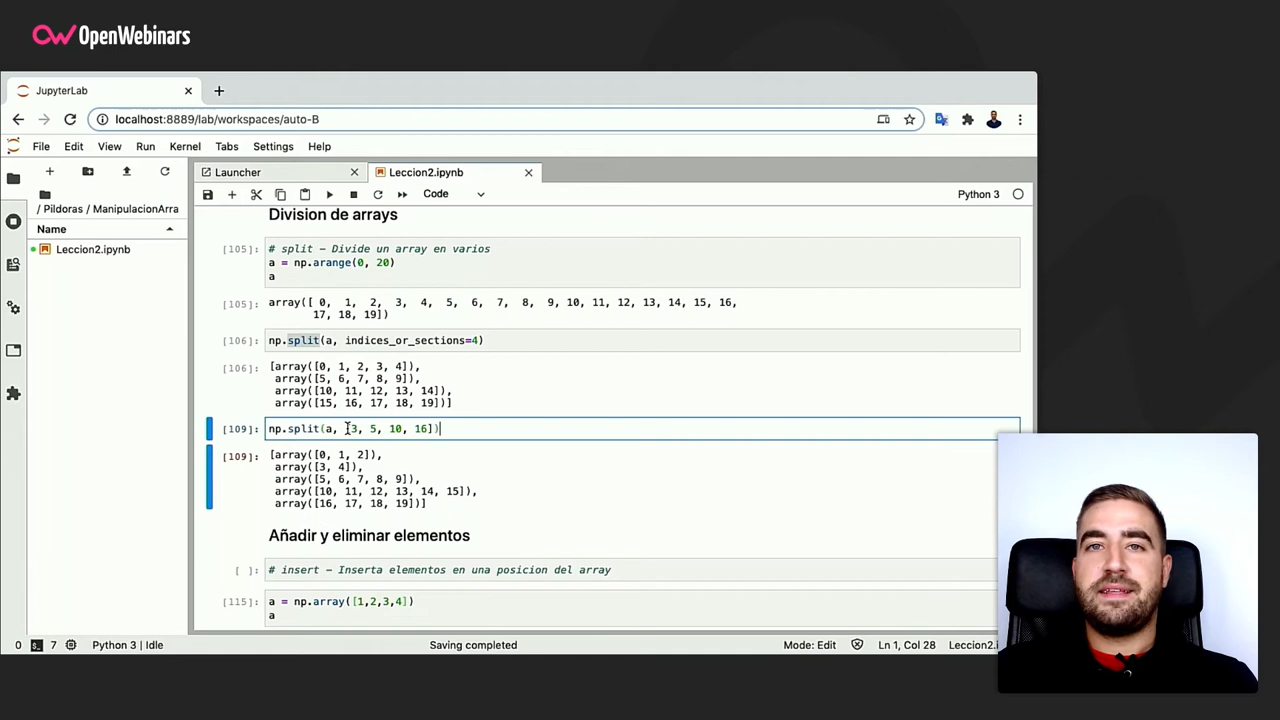 OpenWebinars
JupyterLab
localhost:8889/lab/workspaces/auto-B
File Edit View Run Kernel Tabs Settings Help
Launcher
Leccion2.ipynb
Code
Python 3
/ Pildoras / ManipulacionArra
Name
Leccion2.ipynb
Division de arrays
[105]: # split – Divide un array en varios
a = np.arange(0, 20)
a
[105]: array([ 0, 1, 2, 3, 4, 5, 6, 7, 8, 9, 10, 11, 12, 13, 14, 15, 16,
17, 18, 19])
[106]: np.split(a, indices_or_sections=4)
[106]: [array([0, 1, 2, 3, 4]),
array([5, 6, 7, 8, 9]),
array([10, 11, 12, 13, 14]),
array([15, 16, 17, 18, 19])]
[109]: np.split(a, [3, 5, 10, 16])
[109]: [array([0, 1, 2]),
array([3, 4]),
array([5, 6, 7, 8, 9]),
array([10, 11, 12, 13, 14, 15]),
array([16, 17, 18, 19])]
Añadir y eliminar elementos
[ ]: # insert – Inserta elementos en una posicion del array
[115]: a = np.array([1,2,3,4])
a
0 7 Python 3 | Idle Saving completed Mode: Edit Ln 1, Col 28 Leccion2.i